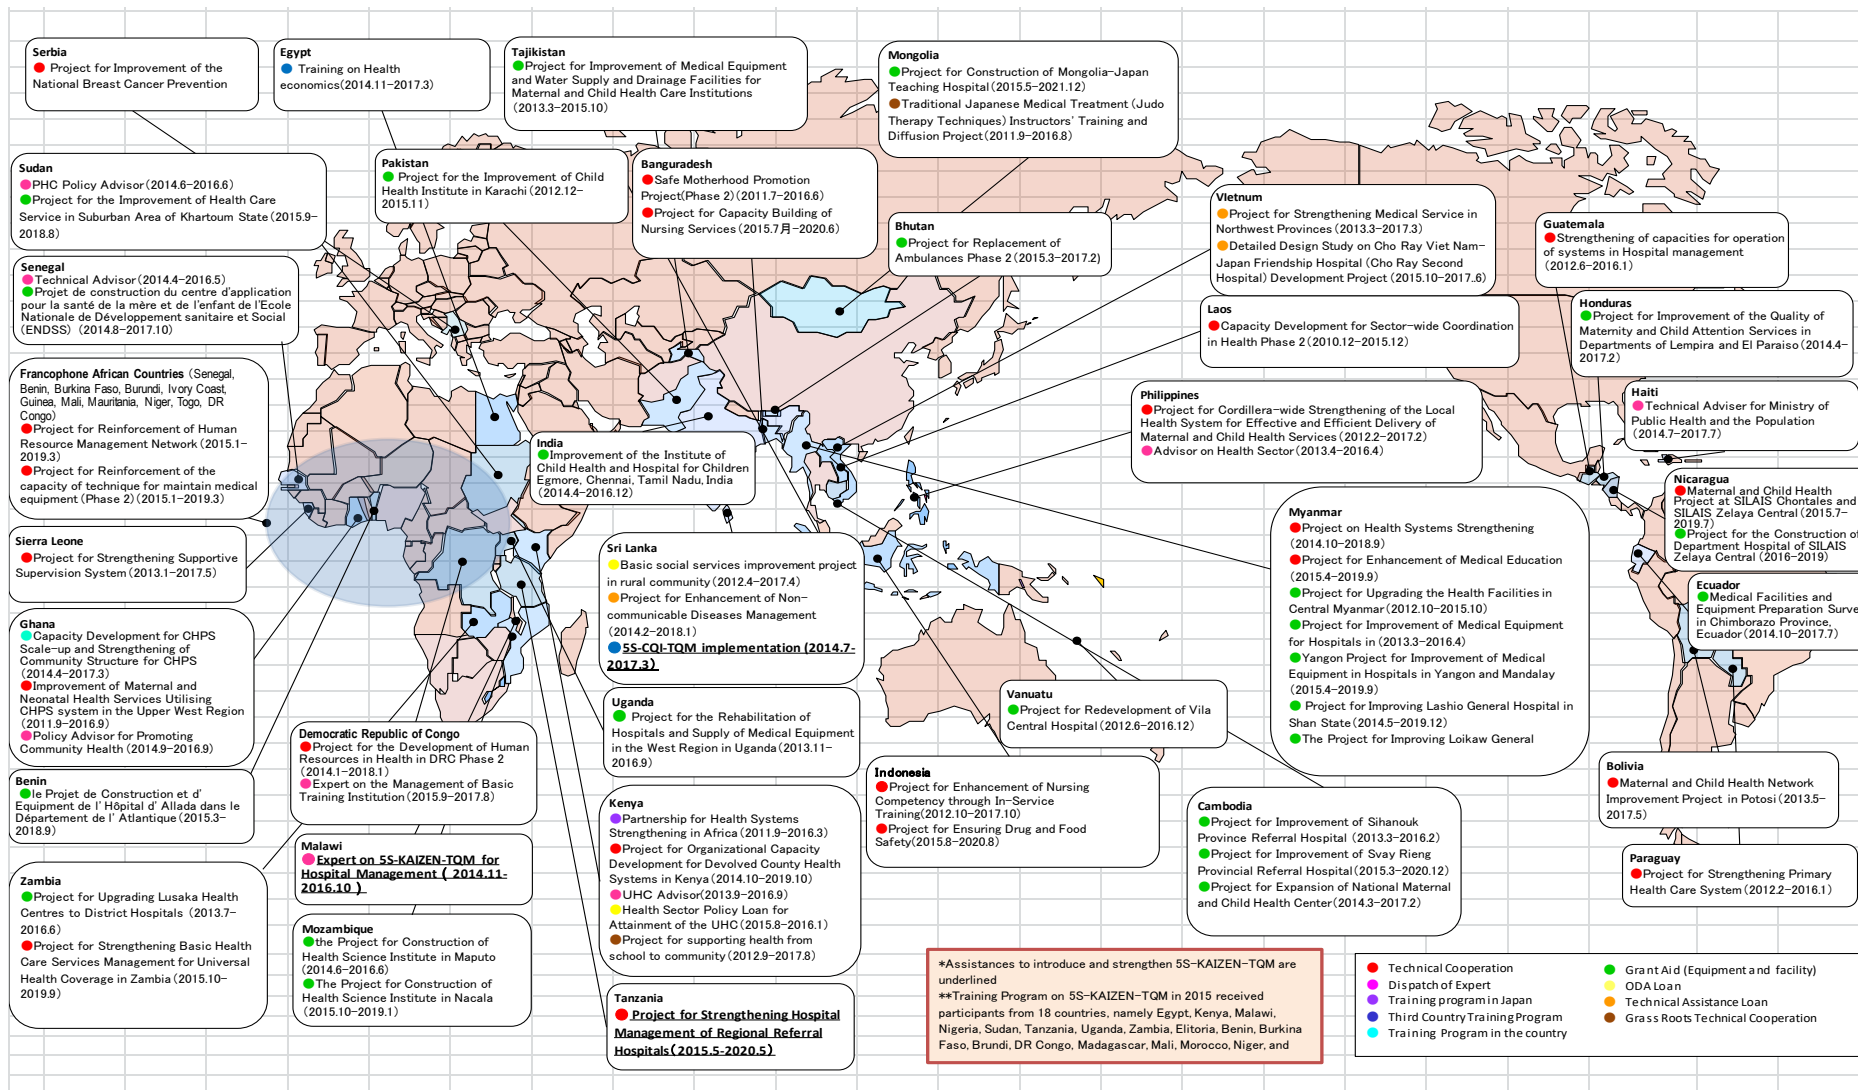 Serbia
Project for Improvement of the
National Breast Cancer Prevention
Egypt
Training on Health
economics(2014.11-2017.3)
Tajikistan
Project for Improvement of Medical Equipment
and Water Supply and Drainage Facilities for
Maternal and Child Health Care Institutions
(2013.3-2015.10)
Mongolia
Project for Construction of Mongolia-Japan
Teaching Hospital(2015.5-2021.12)
Traditional Japanese Medical Treatment (Judo
Therapy Techniques) Instructors' Training and
Diffusion Project(2011.9-2016.8)
Sudan
PHC Policy Advisor(2014.6-2016.6)
Project for the Improvement of Health Care
Service in Suburban Area of Khartoum State(2015.9-
2018.8)
Pakistan
Project for the Improvement of Child
Health Institute in Karachi(2012.12-
2015.11)
Banguradesh
Safe Motherhood Promotion
Project(Phase 2)(2011.7-2016.6)
Project for Capacity Building of
Nursing Services(2015.7月-2020.6)
Bhutan
Project for Replacement of
Ambulances Phase 2(2015.3-2017.2)
VIetnum
Project for Strengthening Medical Service in
Northwest Provinces(2013.3-2017.3)
Detailed Design Study on Cho Ray Viet Nam-
Japan Friendship Hospital (Cho Ray Second
Hospital) Development Project(2015.10-2017.6)
Guatemala
Strengthening of capacities for operation
of systems in Hospital management
(2012.6-2016.1)
Senegal
Technical Advisor(2014.4-2016.5)
Projet de construction du centre d'application
pour la santé de la mère et de l'enfant de l'Ecole
Nationale de Développement sanitaire et Social
(ENDSS) (2014.8-2017.10)
Laos
Capacity Development for Sector-wide Coordination
in Health Phase 2(2010.12-2015.12)
Honduras
Project for Improvement of the Quality of
Maternity and Child Attention Services in
Departments of Lempira and El Paraiso(2014.4-
2017.2)
Francophone African Countries (Senegal,
Benin, Burkina Faso, Burundi, Ivory Coast,
Guinea, Mali, Mauritania, Niger, Togo, DR
Congo)
Project for Reinforcement of Human
Resource Management Network(2015.1-
2019.3)
Project for Reinforcement of the
capacity of technique for maintain medical
equipment(Phase 2)(2015.1-2019.3)
Philippines
Project for Cordillera-wide Strengthening of the Local
Health System for Effective and Efficient Delivery of
Maternal and Child Health Services(2012.2-2017.2)
Advisor on Health Sector(2013.4-2016.4)
Haiti
Technical Adviser for Ministry of
Public Health and the Population
(2014.7-2017.7)
India
Improvement of the Institute of
Child Health and Hospital for Children
Egmore, Chennai, Tamil Nadu, India
(2014.4-2016.12)
Nicaragua
Maternal and Child Health
Project at SILAIS Chontales and
SILAIS Zelaya Central(2015.7-
2019.7)
Project for the Construction of
Department Hospital of SILAIS
Zelaya Central (2016-2019)
Sierra Leone
Project for Strengthening Supportive
Supervision System(2013.1-2017.5)
Sri Lanka
Basic social services improvement project
in rural community(2012.4-2017.4)
Project for Enhancement of Non-
communicable Diseases Management
(2014.2-2018.1)
5S-CQI-TQM implementation (2014.7-
2017.3)
Myanmar
Project on Health Systems Strengthening
(2014.10-2018.9)
Project for Enhancement of Medical Education
(2015.4-2019.9)
Project for Upgrading the Health Facilities in
Central Myanmar(2012.10-2015.10)
Project for Improvement of Medical Equipment
for Hospitals in(2013.3-2016.4)
Yangon Project for Improvement of Medical
Equipment in Hospitals in Yangon and Mandalay
(2015.4-2019.9)
Project for Improving Lashio General Hospital in
Shan State(2014.5-2019.12)
The Project for Improving Loikaw General
Ecuador
Medical Facilities and
Equipment Preparation Surve
in Chimborazo Province,
Ecuador(2014.10-2017.7)
Ghana
Capacity Development for CHPS
Scale-up and Strengthening of
Community Structure for CHPS
(2014.4-2017.3)
Improvement of Maternal and
Neonatal Health Services Utilising
CHPS system in the Upper West Region
(2011.9-2016.9)
Policy Advisor for Promoting
Community Health(2014.9-2016.9)
Uganda
Project for the Rehabilitation of
Hospitals and Supply of Medical Equipment
in the West Region in Uganda(2013.11-
2016.9)
Vanuatu
Project for Redevelopment of Vila
Central Hospital(2012.6-2016.12)
Democratic Republic of Congo
Project for the Development of Human
Resources in Health in DRC Phase 2
(2014.1-2018.1)
Expert on the Management of Basic
Training Institution(2015.9-2017.8)
Benin
le Projet de Construction et d'
Equipment de l' Hôpital d' Allada dans le
Département de l' Atlantique(2015.3-
2018.9)
Indonesia
Project for Enhancement of Nursing
Competency through In-Service
Training(2012.10-2017.10)
Project for Ensuring Drug and Food
Safety(2015.8-2020.8)
Bolivia
Maternal and Child Health Network
Improvement Project in Potosi(2013.5-
2017.5)
Kenya
Partnership for Health Systems
Strengthening in Africa(2011.9-2016.3)
Project for Organizational Capacity
Development for Devolved County Health
Systems in Kenya(2014.10-2019.10)
UHC Advisor(2013.9-2016.9)
Health Sector Policy Loan for
Attainment of the UHC(2015.8-2016.1)
Project for supporting health from
school to community(2012.9-2017.8)
Cambodia
Project for Improvement of Sihanouk
Province Referral Hospital (2013.3-2016.2)
Project for Improvement of Svay Rieng
Provincial Referral Hospital(2015.3-2020.12)
Project for Expansion of National Maternal
and Child Health Center(2014.3-2017.2)
Malawi
Expert on 5S-KAIZEN-TQM for
Hospital Management ( 2014.11-
2016.10 )
Paraguay
Project for Strengthening Primary
Health Care System(2012.2-2016.1)
Zambia
Project for Upgrading Lusaka Health
Centres to District Hospitals (2013.7-
2016.6)
Project for Strengthening Basic Health
Care Services Management for Universal
Health Coverage in Zambia(2015.10-
2019.9)
Mozambique
the Project for Construction of
Health Science Institute in Maputo
(2014.6-2016.6)
The Project for Construction of
Health Science Institute in Nacala
(2015.10-2019.1)
Tanzania
Project for Strengthening Hospital
Management of Regional Referral
Hospitals(2015.5-2020.5)
*Assistances to introduce and strengthen 5S-KAIZEN-TQM are
underlined
**Training Program on 5S-KAIZEN-TQM in 2015 received
participants from 18 countries, namely Egypt, Kenya, Malawi,
Nigeria, Sudan, Tanzania, Uganda, Zambia, Elitoria, Benin, Burkina
Faso, Brundi, DR Congo, Madagascar, Mali, Morocco, Niger, and
Technical Cooperation
Dispatch of Expert
Training program in Japan
Third Country Training Program
Training Program in the country
Grant Aid (Equipment and facility)
ODA Loan
Technical Assistance Loan
Grass Roots Technical Cooperation